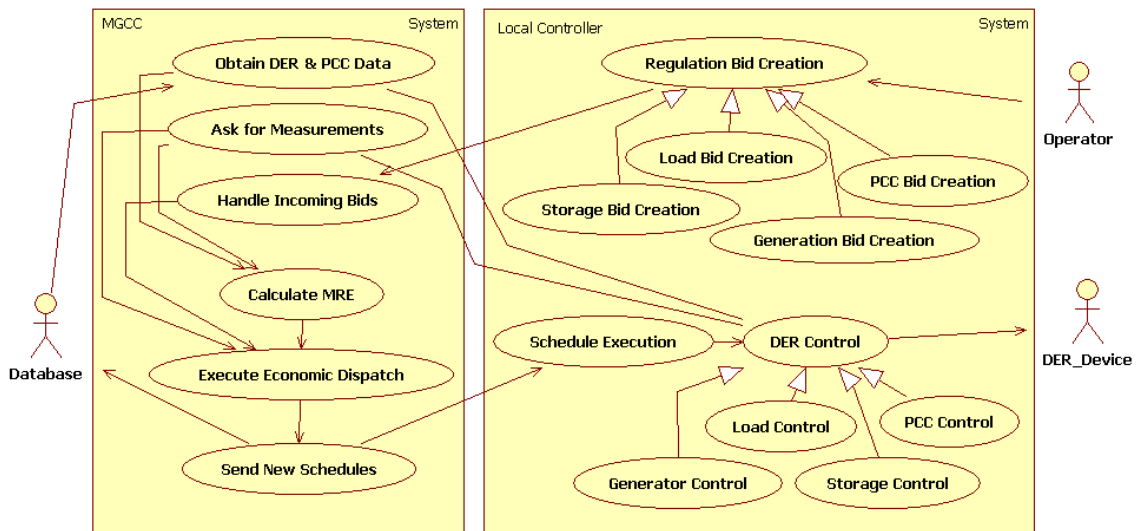 MGCC
System
Local Controller
System
Obtain DER & PCC Data
Regulation Bid Creation
Ask for Measurements
Operator
Load Bid Creation
PCC Bid Creation
Handle Incoming Bids
Storage Bid Creation
Generation Bid Creation
Calculate MRE
Schedule Execution
DER Control
Database
DER_Device
Execute Economic Dispatch
Load Control
PCC Control
Send New Schedules
Generator Control
Storage Control